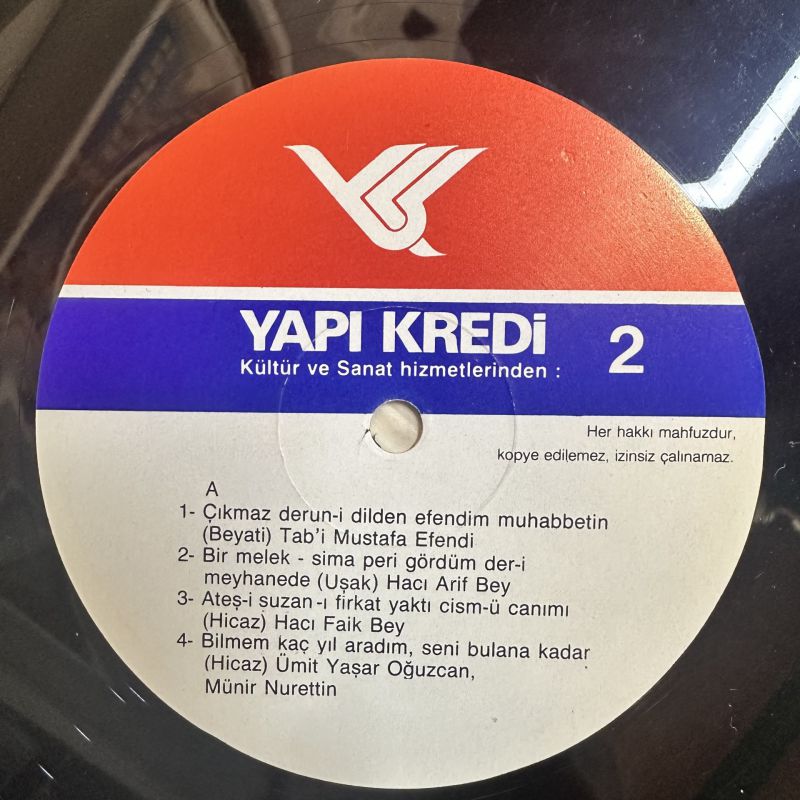 YAPI KREDİ
2
Kültür ve Sanat hizmetlerinden :
Her hakkı mahfuzdur,
kopye edilemez, izinsiz çalınamaz.
A
1- Çıkmaz derun-i dilden efendim muhabbetin
(Beyati) Tab'i Mustafa Efendi
2- Bir melek - sima peri gördüm der-i
meyhanede (Uşak) Hacı Arif Bey
3- Ateş-i suzan-ı firkat yaktı cism-ü canımı
(Hicaz) Hacı Faik Bey
4- Bilmem kaç yıl aradım, seni bulana kadar
(Hicaz) Ümit Yaşar Oğuzcan,
Münir Nurettin